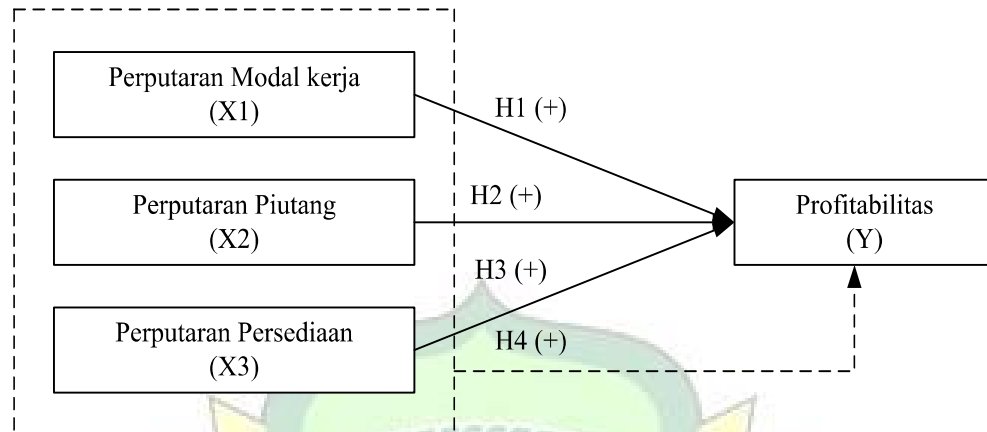 Perputaran Modal kerja
(X1)
H1 (+)
Perputaran Piutang
(X2)
H2 (+)
Profitabilitas
(Y)
H3 (+)
Perputaran Persediaan
(X3)
H4 (+)